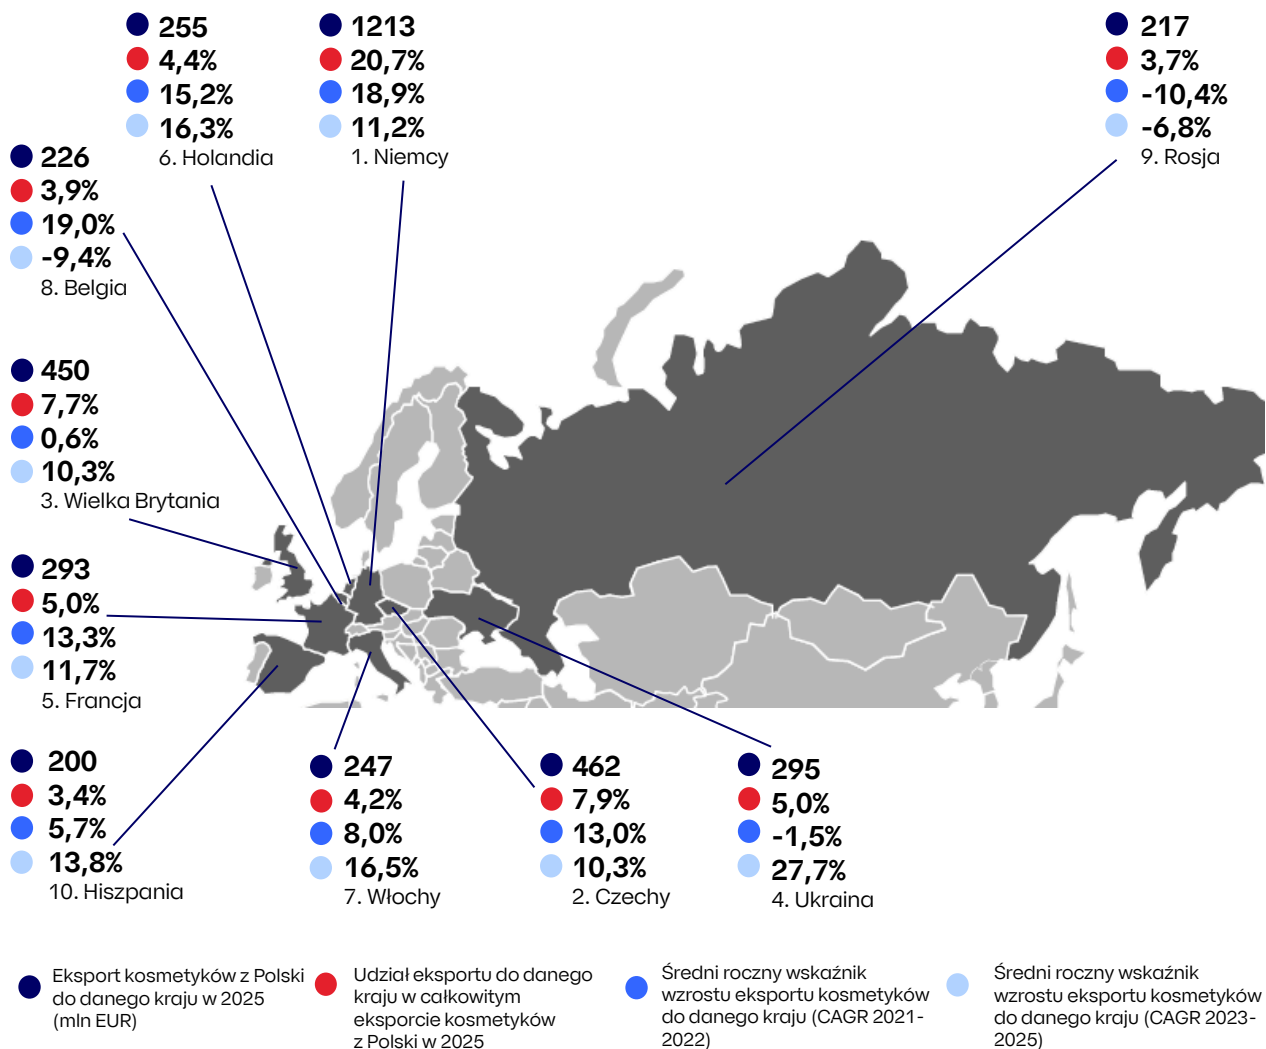 255
4,4%
15,2%
16,3%
6. Holandia
1213
20,7%
18,9%
11,2%
1. Niemcy
217
3,7%
-10,4%
-6,8%
9. Rosja
226
3,9%
19,0%
-9,4%
8. Belgia
450
7,7%
0,6%
10,3%
3. Wielka Brytania
293
5,0%
13,3%
11,7%
5. Francja
200
3,4%
5,7%
13,8%
10. Hiszpania
247
4,2%
8,0%
16,5%
7. Włochy
462
7,9%
13,0%
10,3%
2. Czechy
295
5,0%
-1,5%
27,7%
4. Ukraina
Eksport kosmetyków z Polski
do danego kraju w 2025
(mln EUR)
Udział eksportu do danego
kraju w całkowitym
eksporcie kosmetyków
z Polski w 2025
Średni roczny wskaźnik
wzrostu eksportu kosmetyków
do danego kraju (CAGR 2021-
2022)
Średni roczny wskaźnik
wzrostu eksportu kosmetyków
do danego kraju (CAGR 2023-
2025)